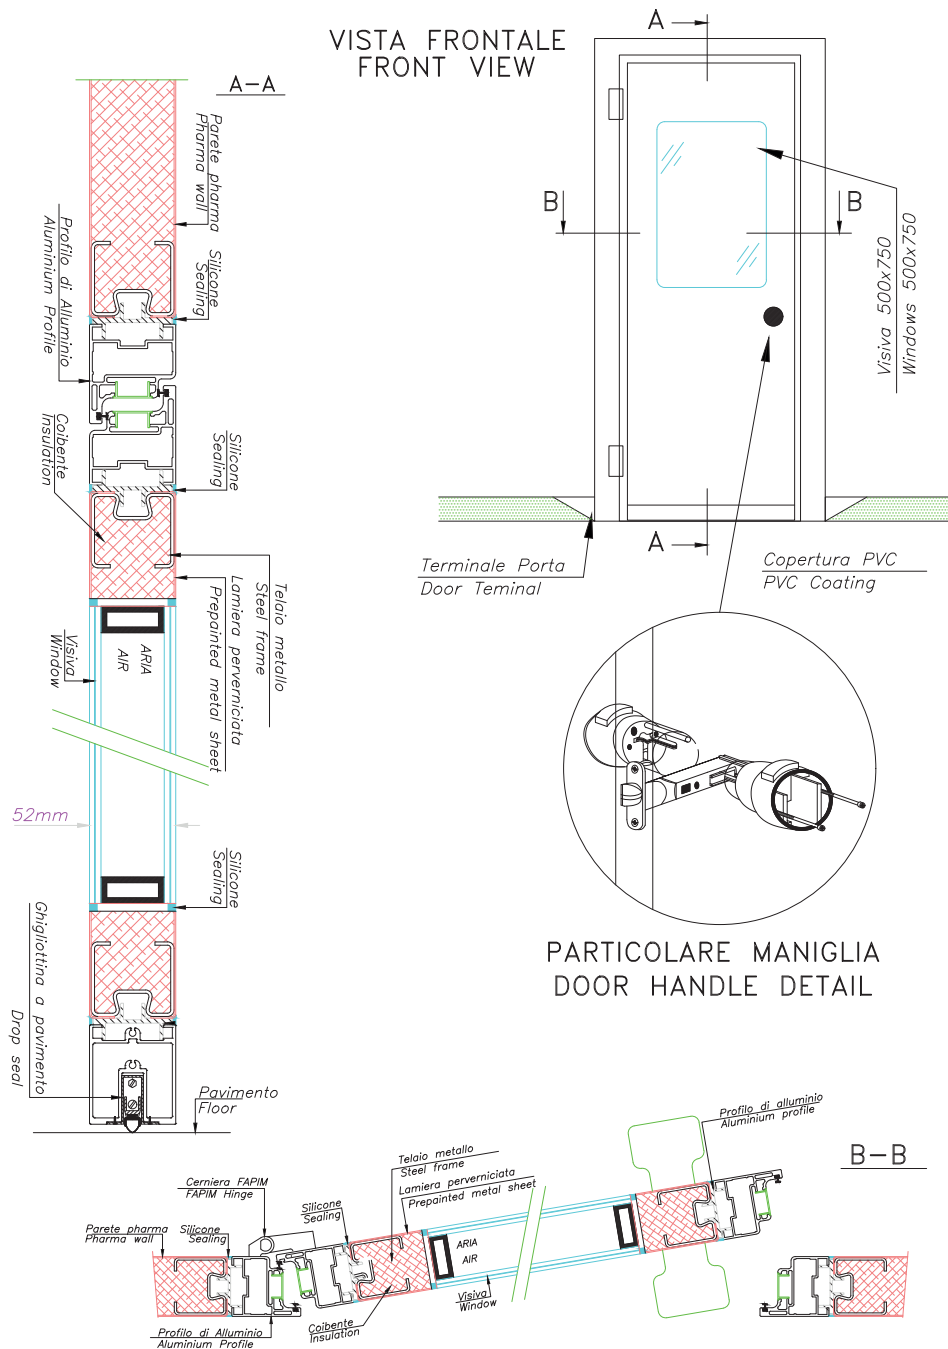 VISTA FRONTALE
FRONT VIEW
A-A
A
B
B
A
Parete pharma
Pharma wall
Silicone
Sealing
Profilo di Alluminio
Aluminium Profile
Coibente
Insulation
Silicone
Sealing
Telaio metallo
Steel frame
Lamiera perverniciata
Prepainted metal sheet
Visiva
Window
ARIA
AIR
52mm
Silicone
Sealing
Ghigliottina a pavimento
Drop seal
Pavimento
Floor
Visiva 500x750
Windows 500x750
Terminale Porta
Door Teminal
Copertura PVC
PVC Coating
PARTICOLARE MANIGLIA
DOOR HANDLE DETAIL
B-B
Profilo di alluminio
Aluminium profile
Telaio metallo
Steel frame
Lamiera perverniciata
Prepainted metal sheet
Cerniera FAPIM
FAPIM Hinge
Silicone
Sealing
Parete pharma
Pharma wall
Silicone
Sealing
ARIA
AIR
Visiva
Window
Coibente
Insulation
Profilo di Alluminio
Aluminium Profile